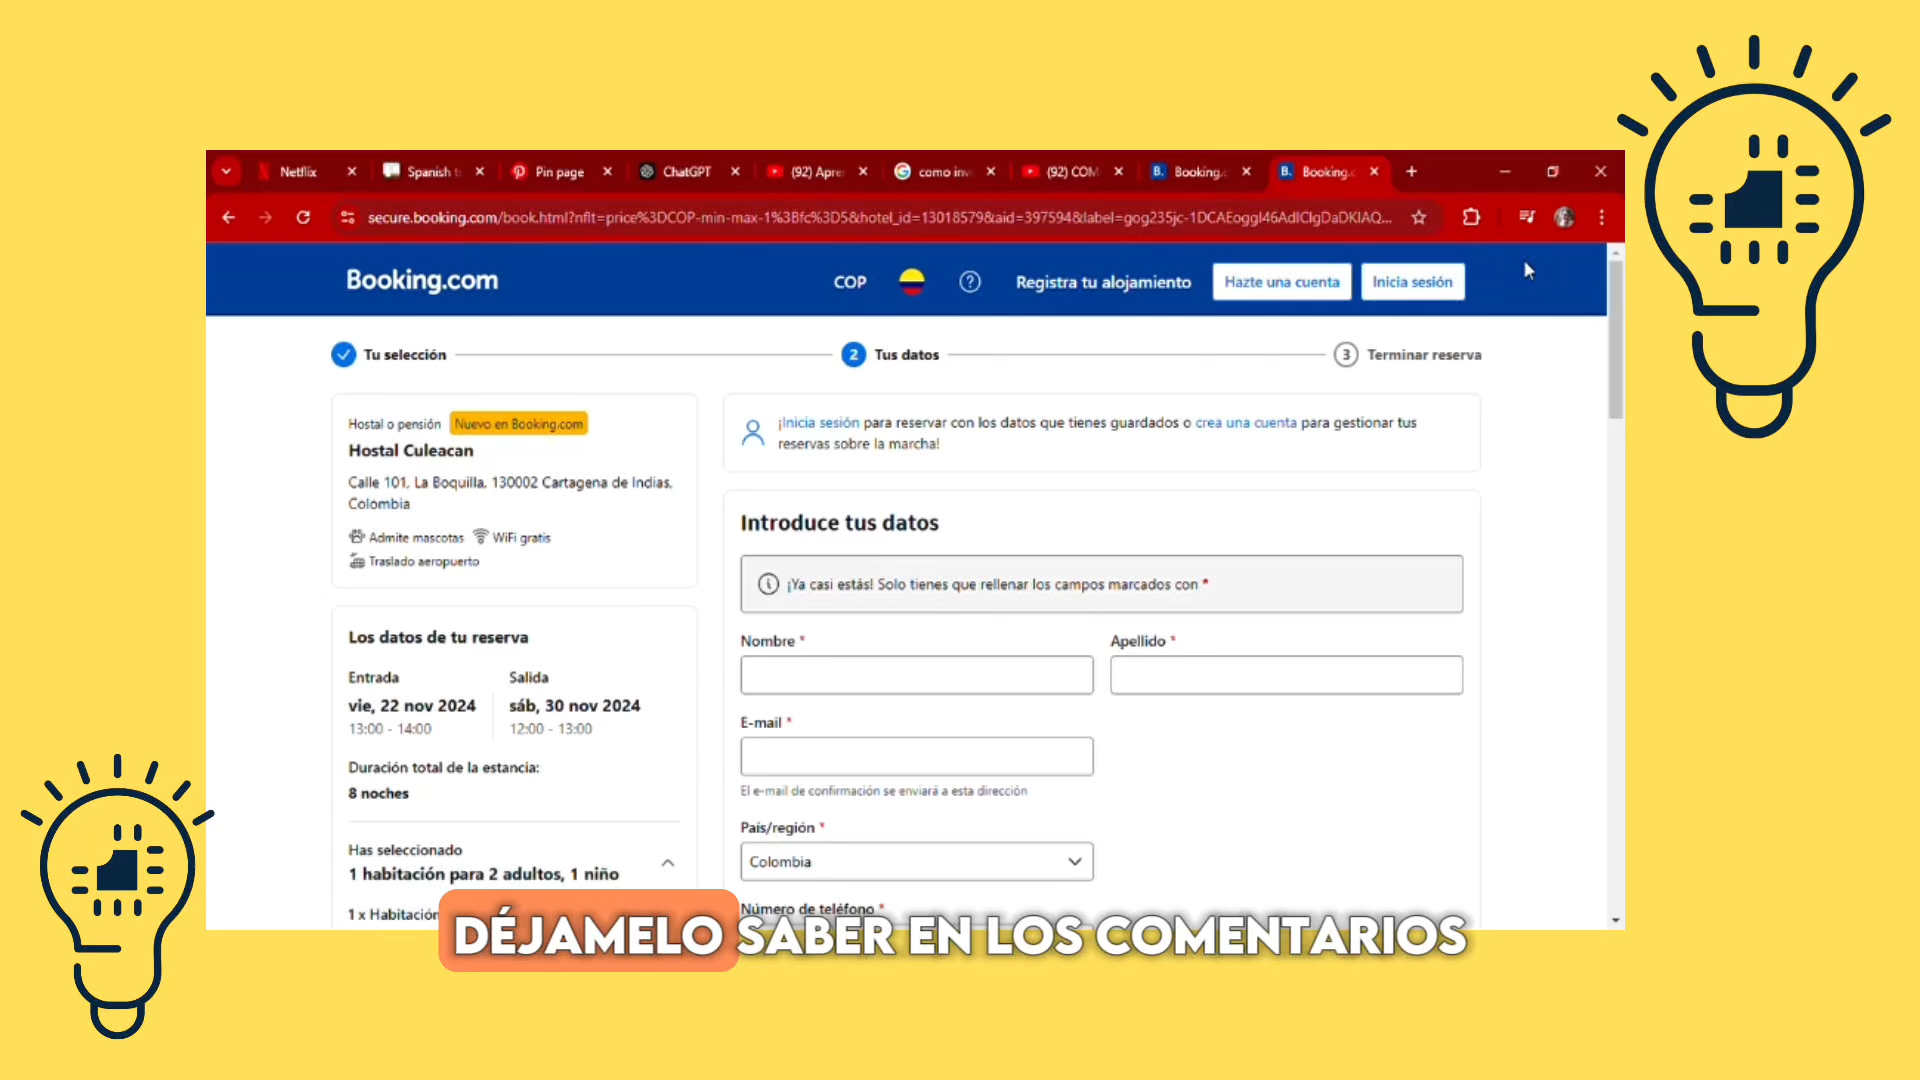 Netflix
Spanish t
Pin page
ChatGPT
(92) Apre
como inv
(92) COM
Booking.c
Booking.c
secure.booking.com/book.html?nflt=price%3DCOP-min-max-1%3Bfc%3D5&hotel_id=13018579&aid=397594&label=gog235jc-1DCAEoggI46AdIClgDaDKIAQ...
Booking.com
COP
Registra tu alojamiento
Hazte una cuenta
Inicia sesión
Tu selección
2 Tus datos
3 Terminar reserva
Hostal o pensión Nuevo en Booking.com
Hostal Culeacan
Calle 101, La Boquilla, 130002 Cartagena de Indias,
Colombia
Admite mascotas WiFi gratis
Traslado aeropuerto
Los datos de tu reserva
Entrada Salida
vie, 22 nov 2024 sáb, 30 nov 2024
13:00 - 14:00 12:00 - 13:00
Duración total de la estancia:
8 noches
Has seleccionado
1 habitación para 2 adultos, 1 niño
1 x Habitación
¡Inicia sesión para reservar con los datos que tienes guardados o crea una cuenta para gestionar tus
reservas sobre la marcha!
Introduce tus datos
¡Ya casi estás! Solo tienes que rellenar los campos marcados con *
Nombre * Apellido *
E-mail *
El e-mail de confirmación se enviará a esta dirección
País/región *
Colombia
Número de teléfono *
DÉJAMELO SABER EN LOS COMENTARIOS